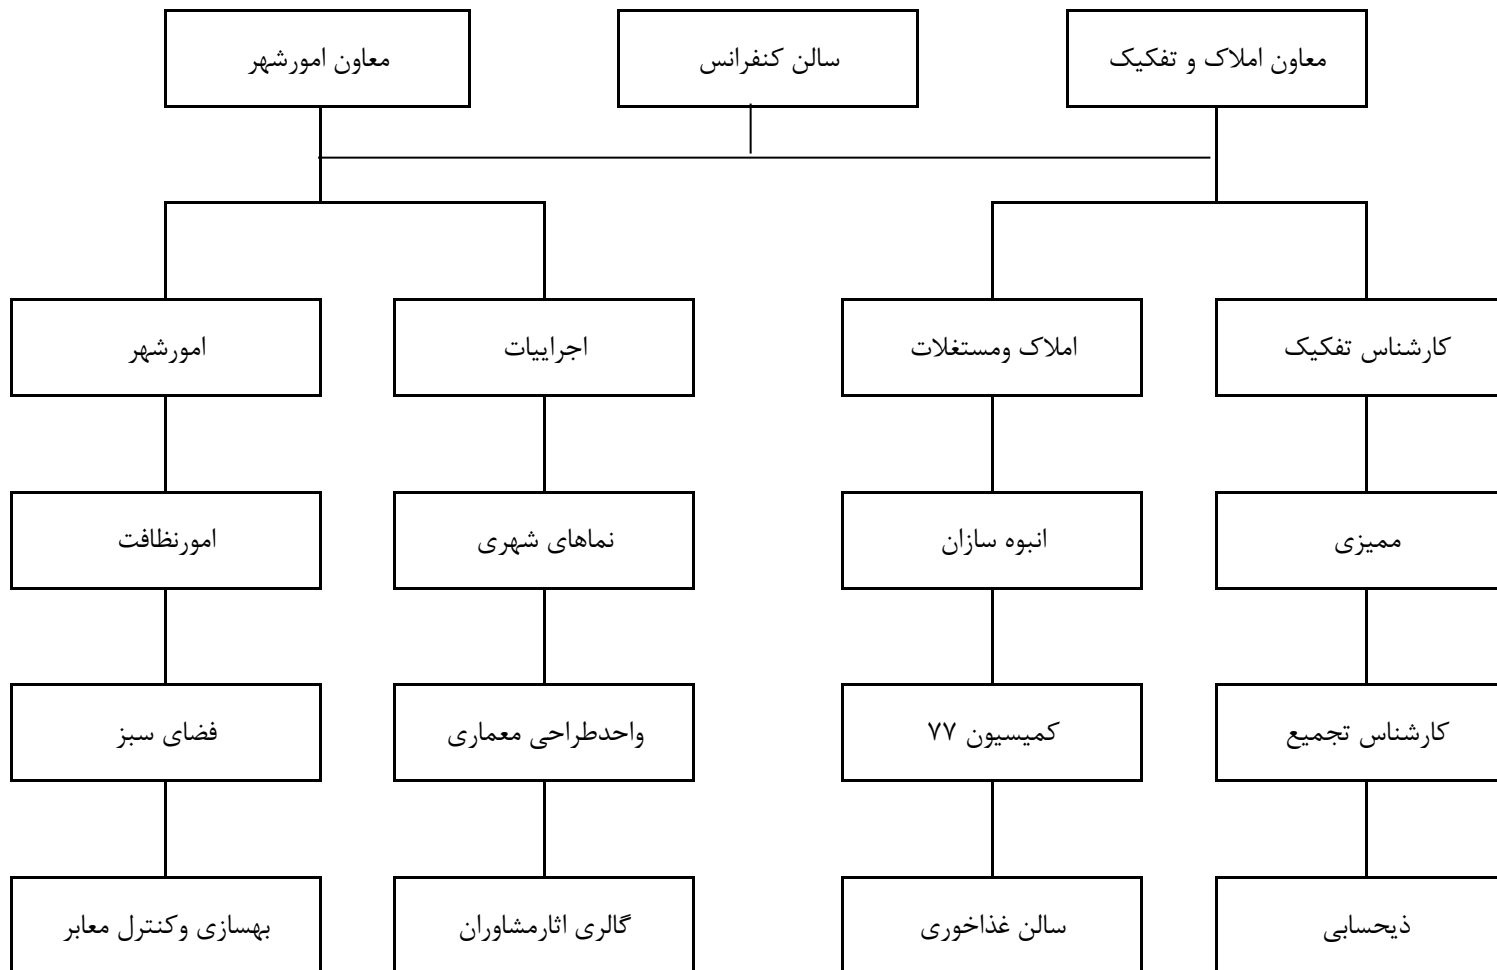 معاون املاک و تفکیک
سالن کنفرانس
معاون امورشهر
کارشناس تفکیک
املاک ومستغلات
اجراییات
امورشهر
ممیزی
انبوه سازان
نماهای شهری
امورنظافت
کارشناس تجمیع
کمیسیون ۷۷
واحدطراحی معماری
فضای سبز
ذیحسابی
سالن غذاخوری
گالری اثارمشاوران
بهسازی وکنترل معابر